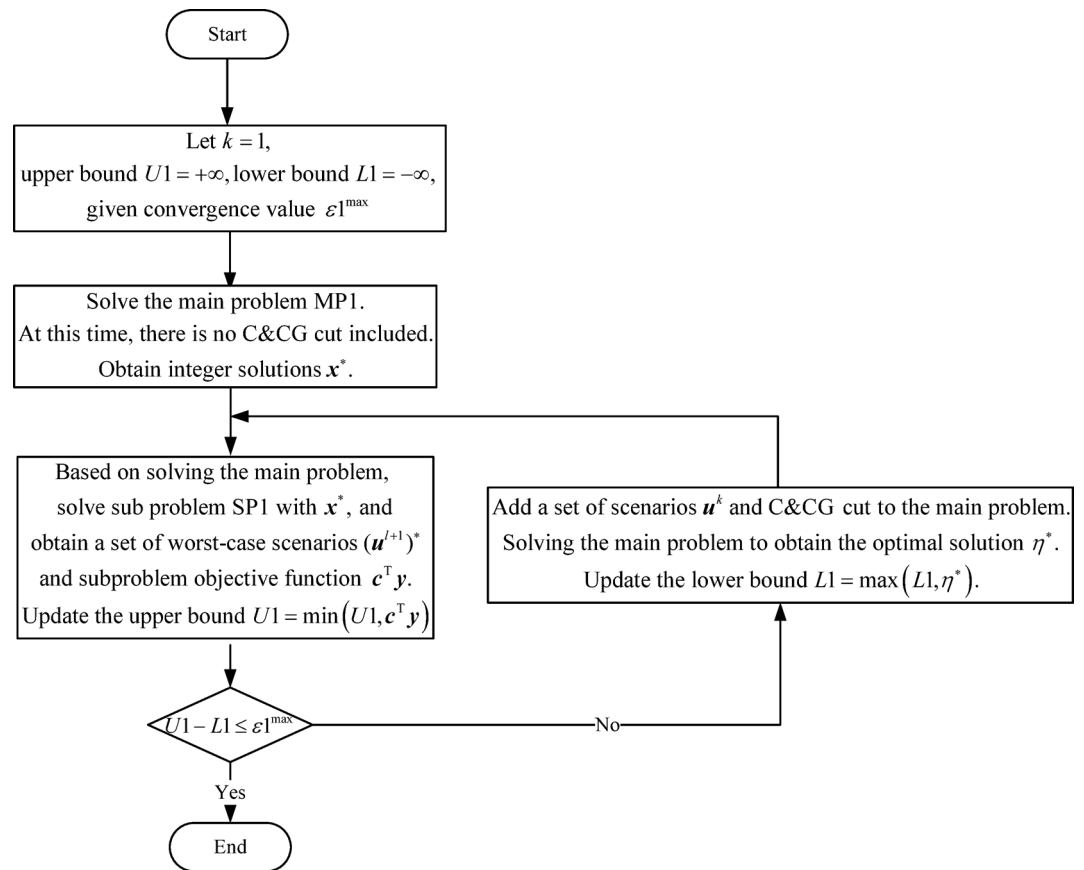 Start
Let k = 1,
upper bound U1 = +∞, lower bound L1 = −∞,
given convergence value ε1^max
Solve the main problem MP1.
At this time, there is no C&CG cut included.
Obtain integer solutions x*.
Based on solving the main problem,
solve sub problem SP1 with x*, and
obtain a set of worst-case scenarios (u^{l+1})*
and subproblem objective function c^T y.
Update the upper bound U1 = min(U1, c^T y)
Add a set of scenarios u^k and C&CG cut to the main problem.
Solving the main problem to obtain the optimal solution η*.
Update the lower bound L1 = max(L1, η*).
U1 − L1 ≤ ε1^max
No
Yes
End